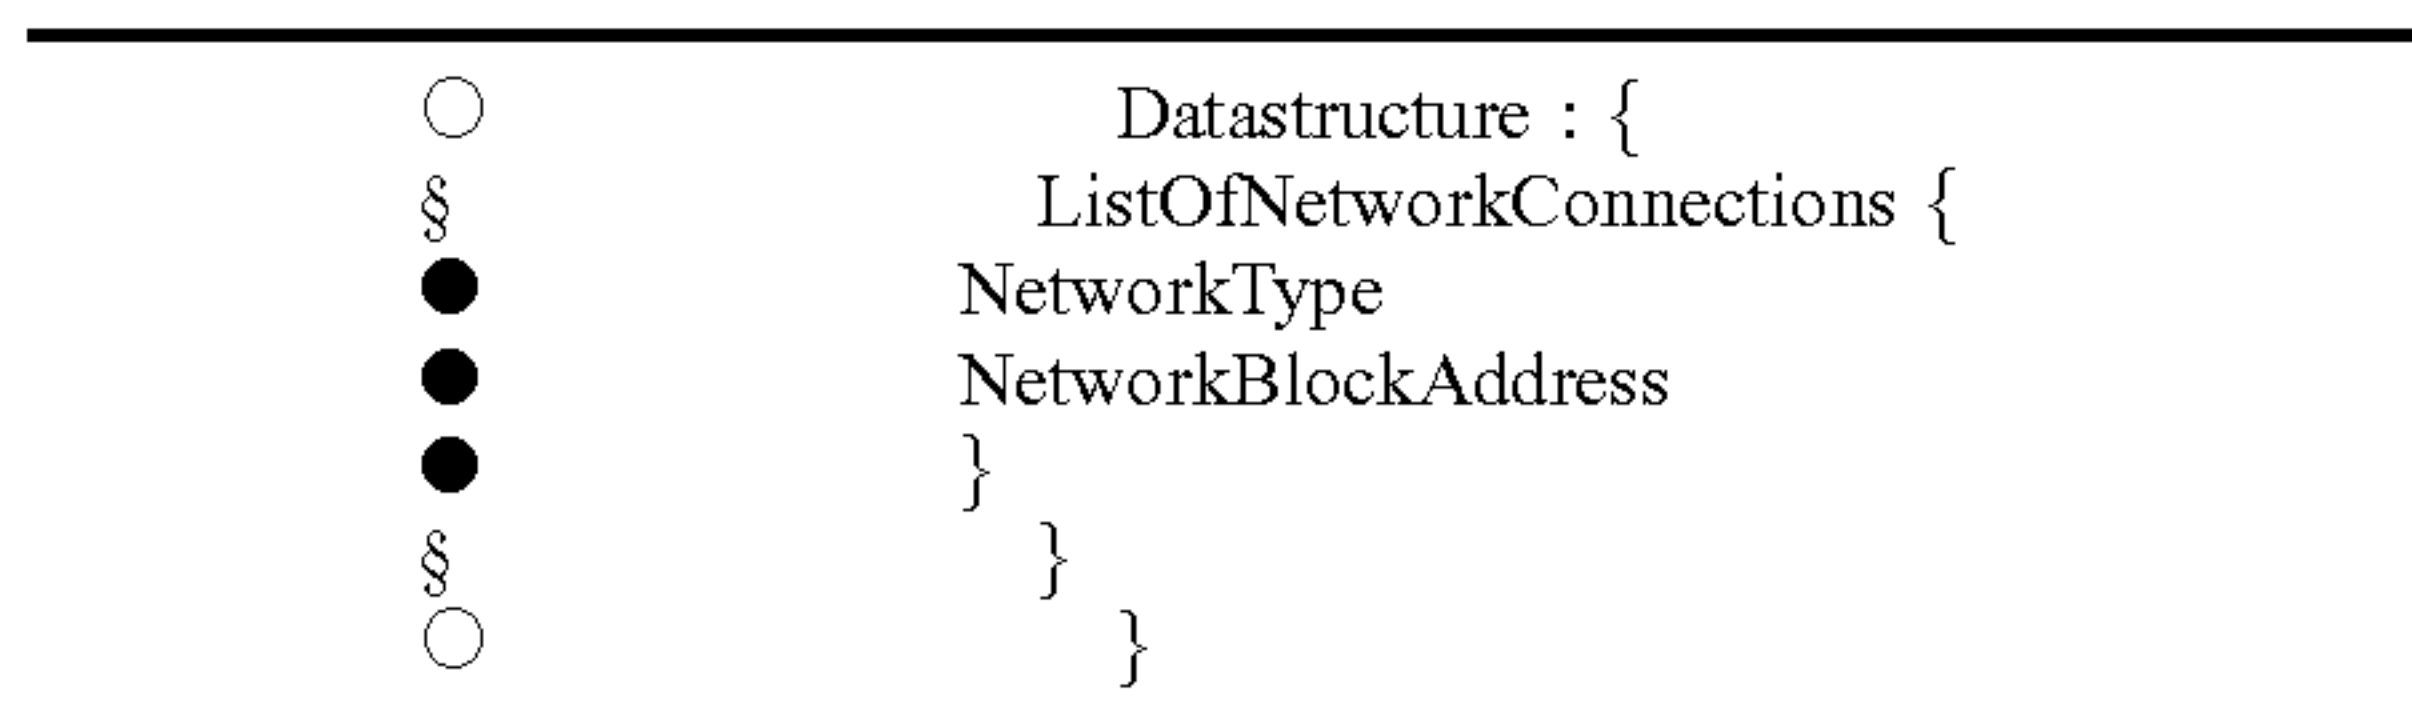 ○ Datastructure : {
§ ListOfNetworkConnections {
● NetworkType
● NetworkBlockAddress
● }
§ }
○ }